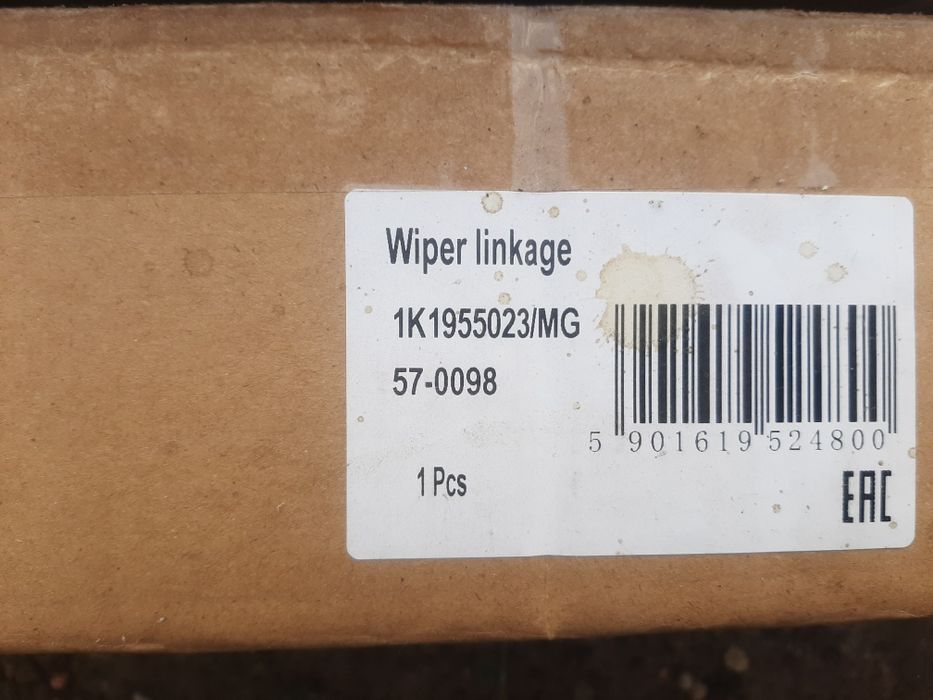 Wiper linkage
1K1955023/MG
57-0098
5 901619 524800
1 Pcs
EAC